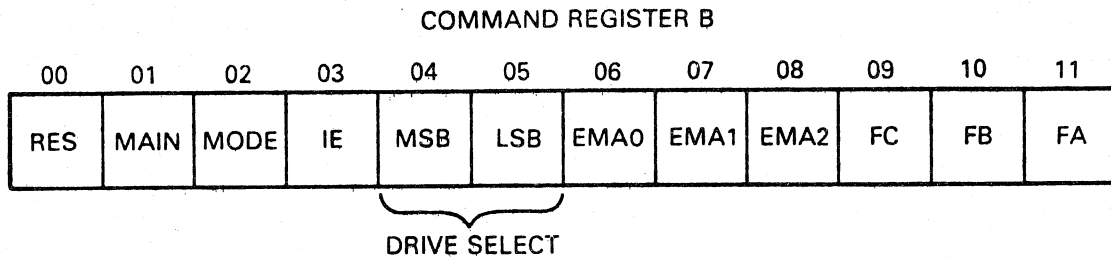 COMMAND REGISTER B
00 01 02 03 04 05 06 07 08 09 10 11
RES MAIN MODE IE MSB LSB EMA0 EMA1 EMA2 FC FB FA
DRIVE SELECT